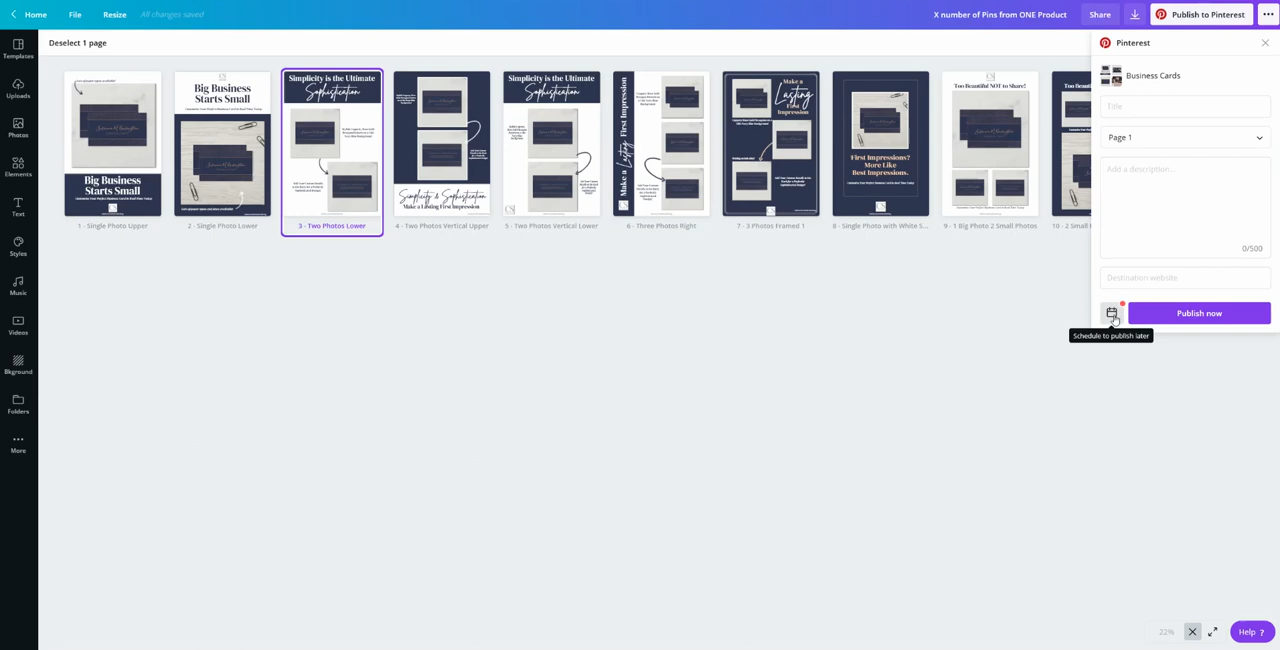 Home
File
Resize
All changes saved
X number of Pins from ONE Product
Share
Publish to Pinterest
Templates
Uploads
Photos
Elements
Text
Styles
Music
Videos
Bkground
Folders
More
Deselect 1 page
Big Business
Starts Small
1 - Single Photo Upper
Big Business
Starts Small
2 - Single Photo Lower
Simplicity is the Ultimate
Sophistication
3 - Two Photos Lower
Simplicity & Sophistication
Make a Lasting First Impression
4 - Two Photos Vertical Upper
Simplicity is the Ultimate
Sophistication
5 - Two Photos Vertical Lower
Make a Lasting First Impression
6 - Three Photos Right
Make a
Lasting
First
Impression
7 - 3 Photos Framed 1
First Impressions?
More Like
Best Impressions.
8 - Single Photo with White S...
CS
Too Beautiful NOT to Share!
9 - 1 Big Photo 2 Small Photos
Too Beaut
10 - 2 Small
Pinterest
Business Cards
Title
Page 1
Add a description...
0/500
Destination website
Publish now
Schedule to publish later
22%
Help ?